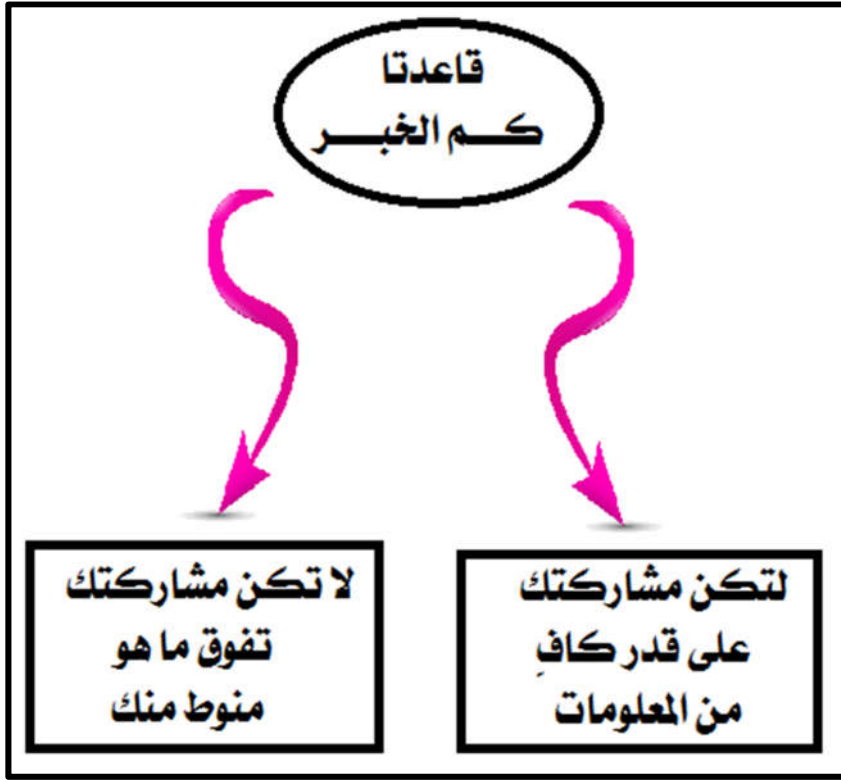 قاعدتا
كم الخبر
لتكن مشاركتك
على قدر كافِ
من المعلومات
لا تكن مشاركتك
تفوق ما هو
منوط منك